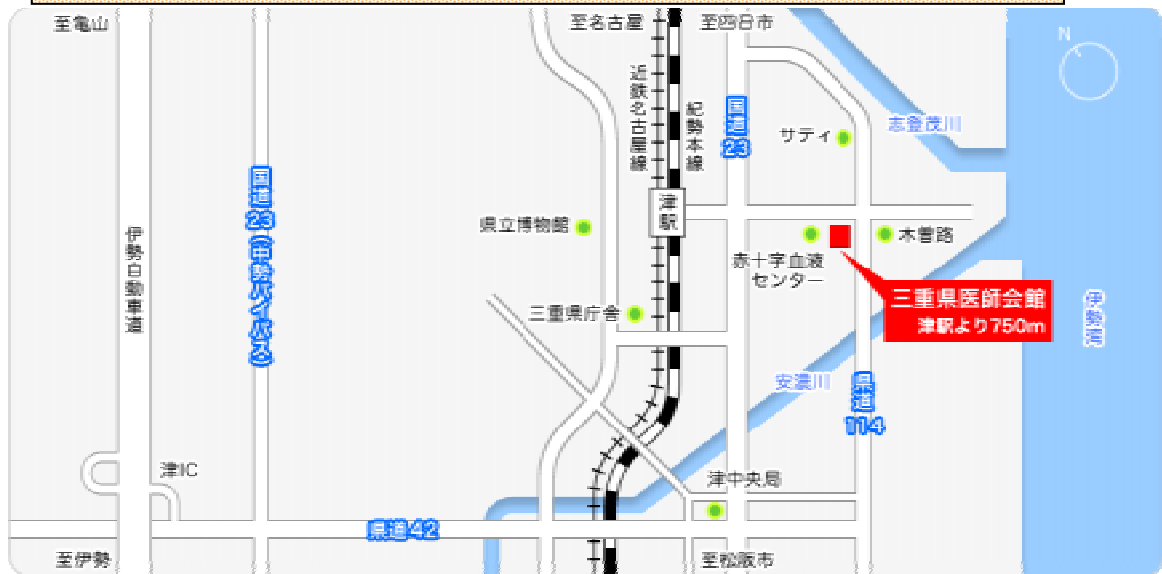 至亀山
至名古屋
至四日市
N
近鉄名古屋線
紀勢本線
国道23
サティ
志登茂川
国道23(中勢バイパス)
津駅
伊勢自動車道
県立博物館
木曽路
赤十字血液
センター
三重県医師会館
津駅より750m
伊勢湾
三重県庁舎
安濃川
県道114
津IC
津中央局
県道42
至伊勢
至松阪市